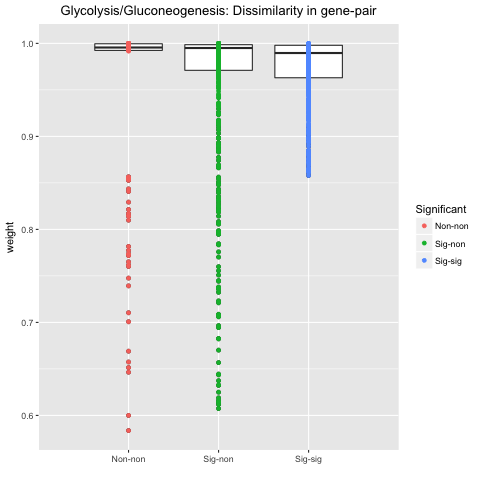 Glycolysis/Gluconeogenesis: Dissimilarity in gene-pair
1.0
0.9
0.8
0.7
0.6
weight
Non-non
Sig-non
Sig-sig
Significant
Non-non
Sig-non
Sig-sig